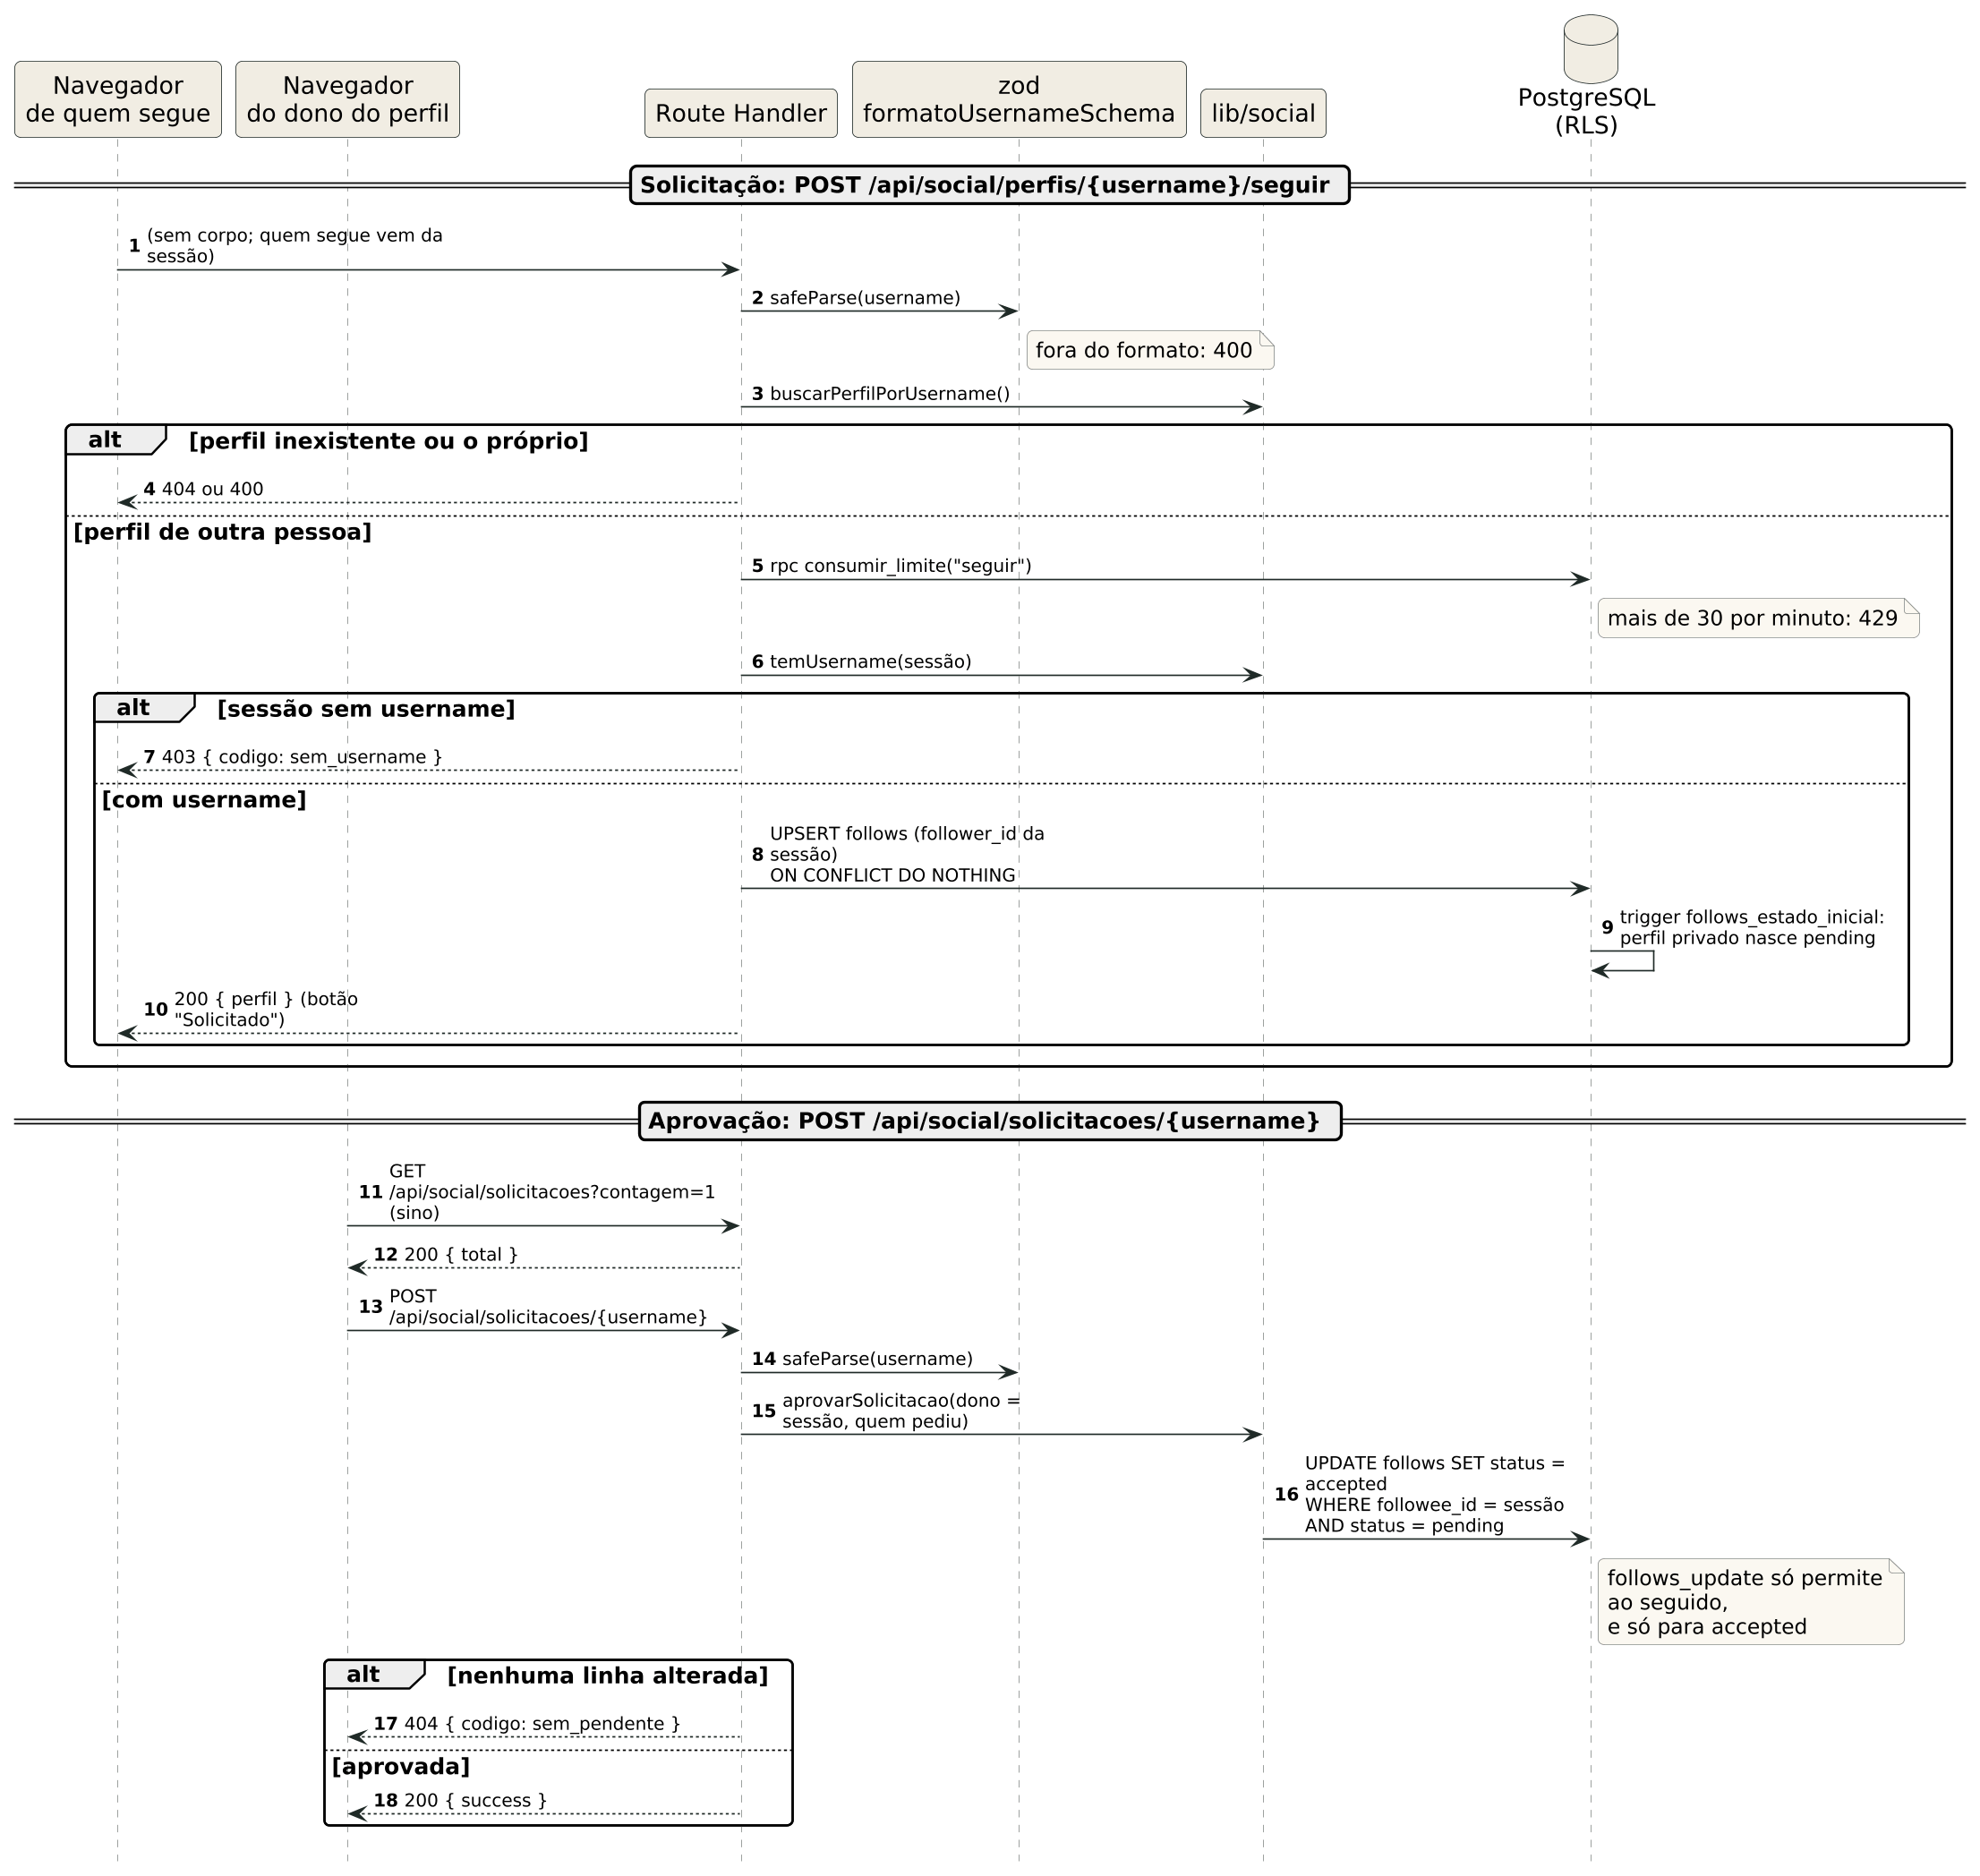 Navegador
de quem segue
Navegador
do dono do perfil
Route Handler
zod
formatoUsernameSchema
lib/social
PostgreSQL
(RLS)
Solicitação: POST /api/social/perfis/{username}/seguir
1 (sem corpo; quem segue vem da
sessão)
2 safeParse(username)
fora do formato: 400
3 buscarPerfilPorUsername()
alt [perfil inexistente ou o próprio]
4 404 ou 400
[perfil de outra pessoa]
5 rpc consumir_limite("seguir")
mais de 30 por minuto: 429
6 temUsername(sessão)
alt [sessão sem username]
7 403 { codigo: sem_username }
[com username]
8 UPSERT follows (follower_id da
sessão)
ON CONFLICT DO NOTHING
9 trigger follows_estado_inicial:
perfil privado nasce pending
10 200 { perfil } (botão
"Solicitado")
Aprovação: POST /api/social/solicitacoes/{username}
11 GET
/api/social/solicitacoes?contagem=1
(sino)
12 200 { total }
13 POST
/api/social/solicitacoes/{username}
14 safeParse(username)
15 aprovarSolicitacao(dono =
sessão, quem pediu)
16 UPDATE follows SET status =
accepted
WHERE followee_id = sessão
AND status = pending
follows_update só permite
ao seguido,
e só para accepted
alt [nenhuma linha alterada]
17 404 { codigo: sem_pendente }
[aprovada]
18 200 { success }